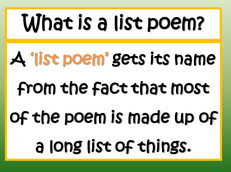 What is a list poem?
A ‘list poem’ gets its name
from the fact that most
of the poem is made up of
a long list of things.